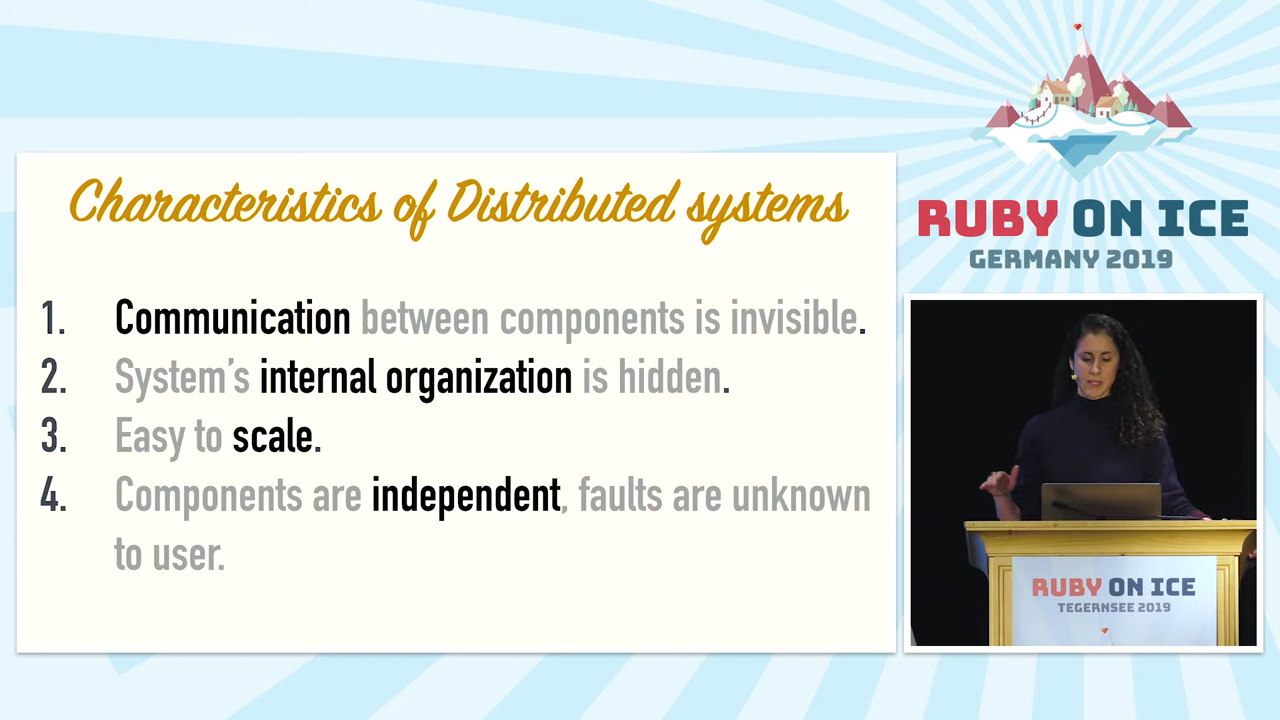 Characteristics of Distributed systems
1. Communication between components is invisible.
2. System's internal organization is hidden.
3. Easy to scale.
4. Components are independent, faults are unknown
to user.
RUBY ON ICE
GERMANY 2019
RUBY ON ICE
TEGERNSEE 2019